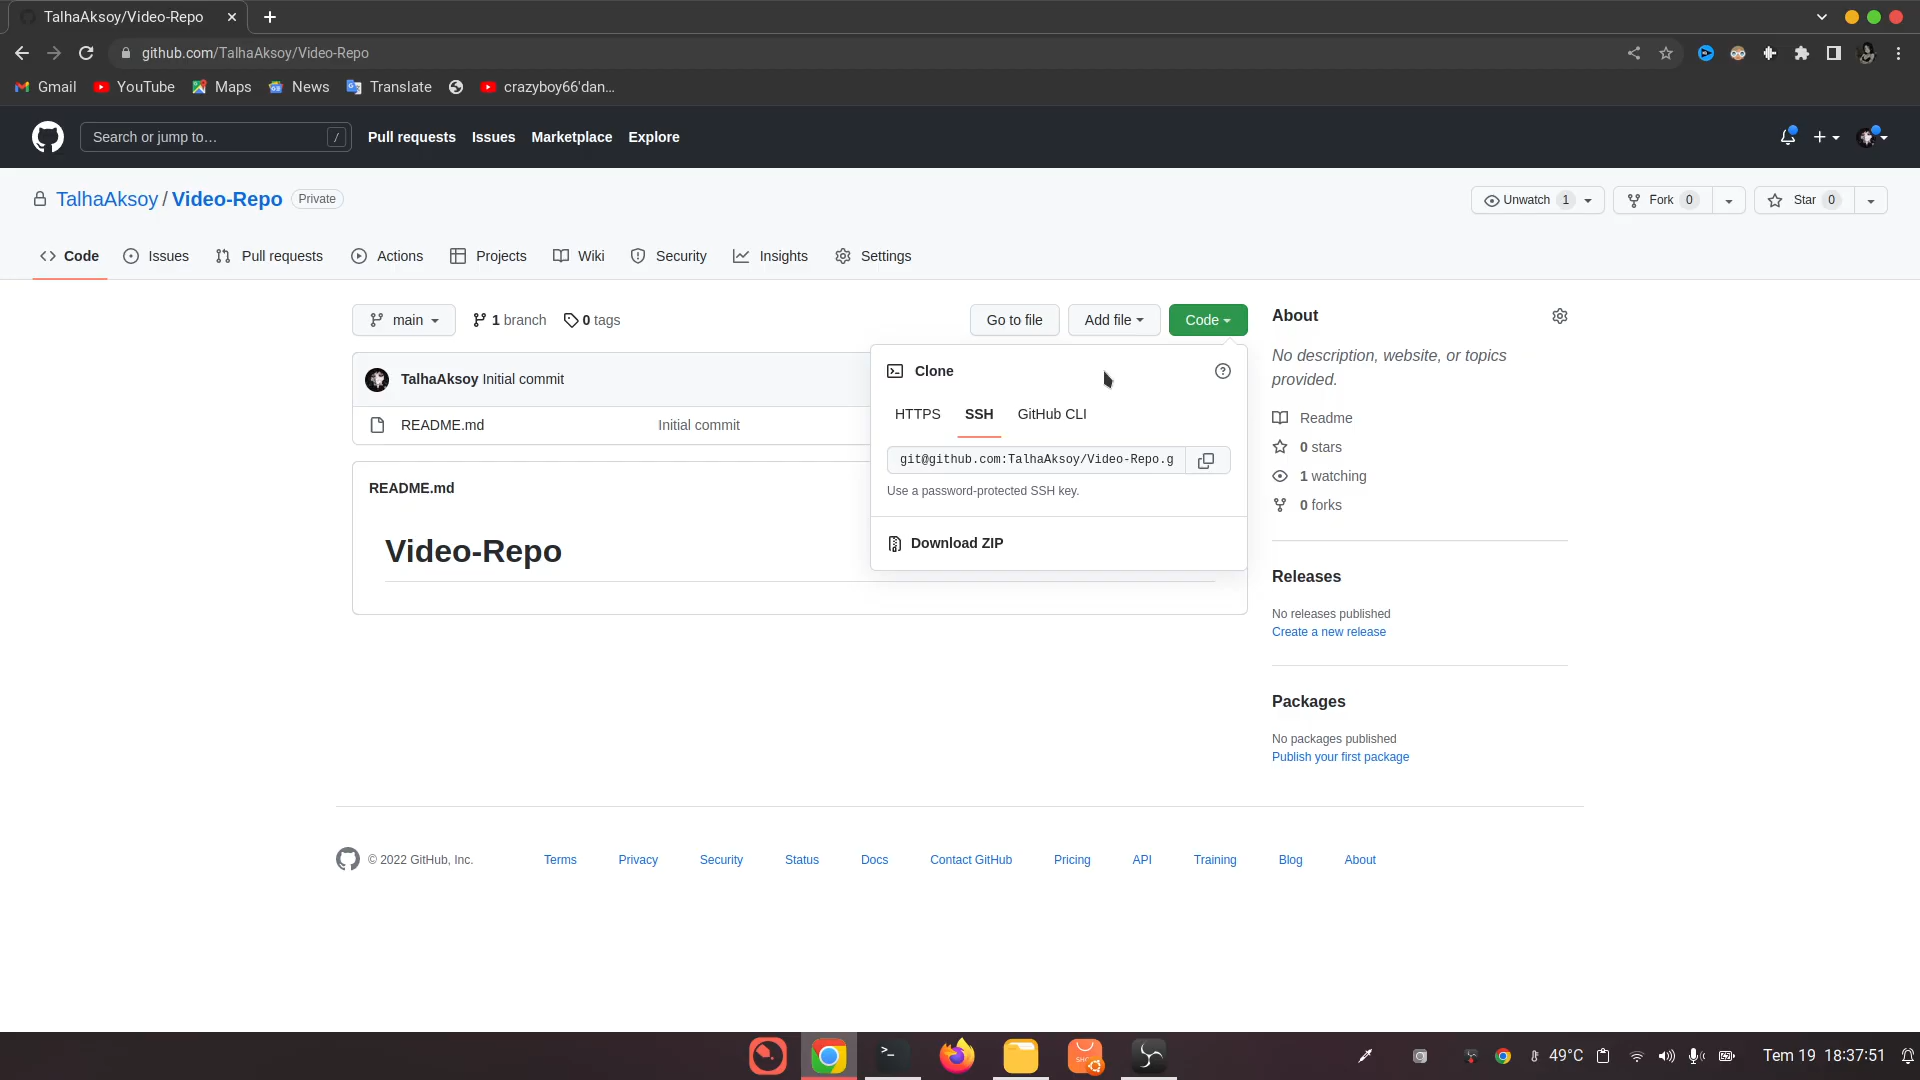 TalhaAksoy/Video-Repo
github.com/TalhaAksoy/Video-Repo
Gmail YouTube Maps News Translate crazyboy66'dan...
Search or jump to... / Pull requests Issues Marketplace Explore
TalhaAksoy / Video-Repo Private Unwatch 1 Fork 0 Star 0
Code Issues Pull requests Actions Projects Wiki Security Insights Settings
main 1 branch 0 tags Go to file Add file Code
About
No description, website, or topics
provided.
TalhaAksoy Initial commit
README.md Initial commit
Clone
HTTPS SSH GitHub CLI
git@github.com:TalhaAksoy/Video-Repo.g
Use a password-protected SSH key.
Download ZIP
Readme
0 stars
1 watching
0 forks
README.md
Video-Repo
Releases
No releases published
Create a new release
Packages
No packages published
Publish your first package
© 2022 GitHub, Inc. Terms Privacy Security Status Docs Contact GitHub Pricing API Training Blog About
49°C Tem 19 18:37:51